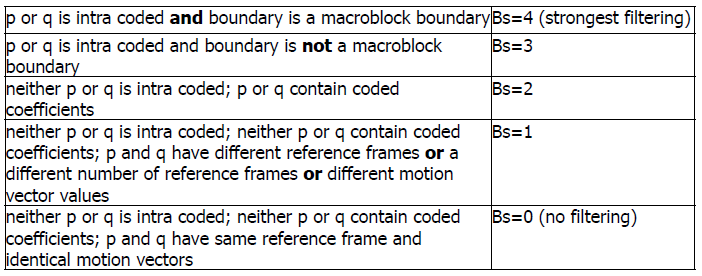 p or q is intra coded and boundary is a macroblock boundary Bs=4 (strongest filtering)
p or q is intra coded and boundary is not a macroblock Bs=3
boundary
neither p or q is intra coded; p or q contain coded Bs=2
coefficients
neither p or q is intra coded; neither p or q contain coded Bs=1
coefficients; p and q have different reference frames or a
different number of reference frames or different motion
vector values
neither p or q is intra coded; neither p or q contain coded Bs=0 (no filtering)
coefficients; p and q have same reference frame and
identical motion vectors